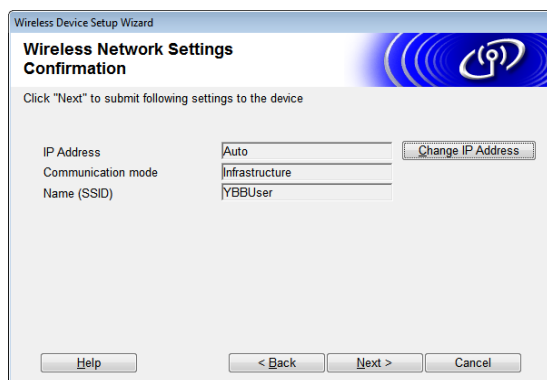 Wireless Device Setup Wizard
Wireless Network Settings
Confirmation
Click "Next" to submit following settings to the device
IP Address Auto Change IP Address
Communication mode Infrastructure
Name (SSID) YBBUser
Help < Back Next > Cancel